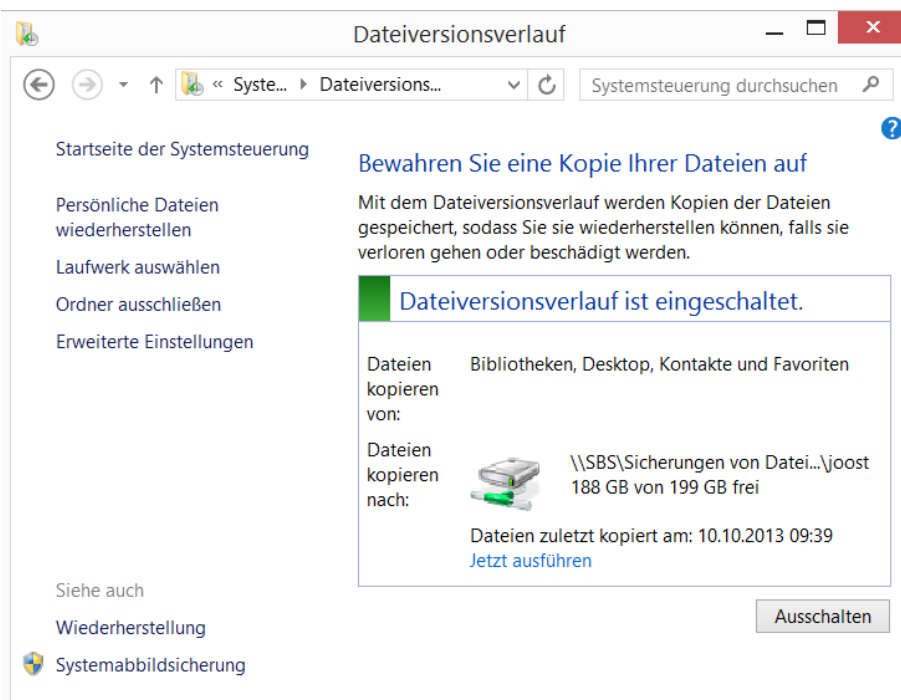 Dateiversionsverlauf
« Syste... Dateiversions...
Systemsteuerung durchsuchen
?
Startseite der Systemsteuerung
Persönliche Dateien
wiederherstellen
Laufwerk auswählen
Ordner ausschließen
Erweiterte Einstellungen
Bewahren Sie eine Kopie Ihrer Dateien auf
Mit dem Dateiversionsverlauf werden Kopien der Dateien
gespeichert, sodass Sie sie wiederherstellen können, falls sie
verloren gehen oder beschädigt werden.
Dateiversionsverlauf ist eingeschaltet.
Dateien
kopieren
von:
Bibliotheken, Desktop, Kontakte und Favoriten
Dateien
kopieren
nach:
\\SBS\Sicherungen von Datei...\joost
188 GB von 199 GB frei
Dateien zuletzt kopiert am: 10.10.2013 09:39
Jetzt ausführen
Ausschalten
Siehe auch
Wiederherstellung
Systemabbildsicherung